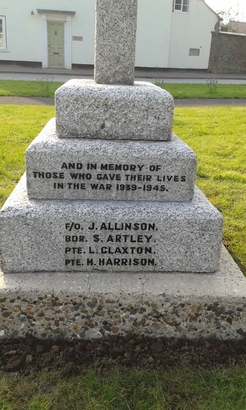 AND IN MEMORY OF
THOSE WHO GAVE THEIR LIVES
IN THE WAR 1939-1945.
F/O. J. ALLINSON.
BDR. S. ARTLEY.
PTE. L. CLAXTON.
PTE. H. HARRISON.